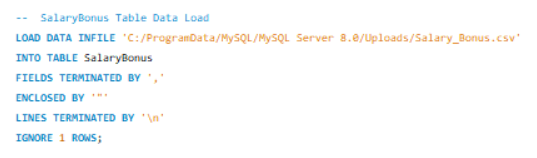 -- SalaryBonus Table Data Load
LOAD DATA INFILE 'C:/ProgramData/MySQL/MySQL Server 8.0/Uploads/Salary_Bonus.csv'
INTO TABLE SalaryBonus
FIELDS TERMINATED BY ','
ENCLOSED BY '"'
LINES TERMINATED BY '\n'
IGNORE 1 ROWS;